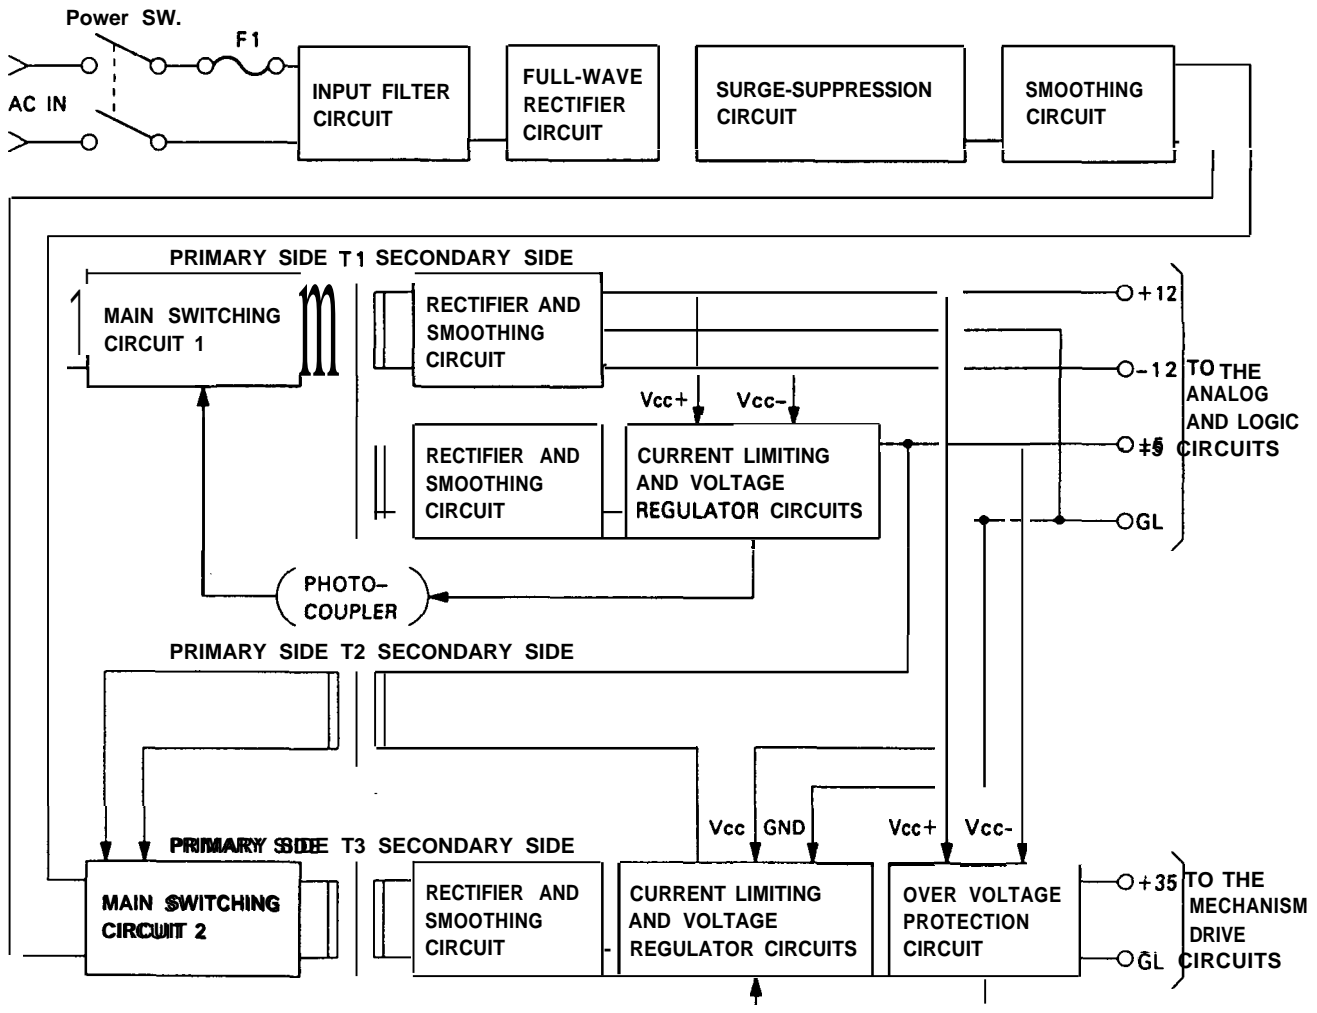 Power SW.
F1
AC IN
INPUT FILTER
CIRCUIT
FULL-WAVE
RECTIFIER
CIRCUIT
SURGE-SUPPRESSION
CIRCUIT
SMOOTHING
CIRCUIT
PRIMARY SIDE T1 SECONDARY SIDE
MAIN SWITCHING
CIRCUIT 1
RECTIFIER AND
SMOOTHING
CIRCUIT
+12
-12
TO THE
ANALOG
AND LOGIC
CIRCUITS
Vcc+
Vcc-
RECTIFIER AND
SMOOTHING
CIRCUIT
CURRENT LIMITING
AND VOLTAGE
REGULATOR CIRCUITS
+5
GL
PHOTO-
COUPLER
PRIMARY SIDE T2 SECONDARY SIDE
Vcc
GND
Vcc+
Vcc-
PRIMARY SIDE T3 SECONDARY SIDE
MAIN SWITCHING
CIRCUIT 2
RECTIFIER AND
SMOOTHING
CIRCUIT
CURRENT LIMITING
AND VOLTAGE
REGULATOR CIRCUITS
OVER VOLTAGE
PROTECTION
CIRCUIT
+35
GL
TO THE
MECHANISM
DRIVE
CIRCUITS